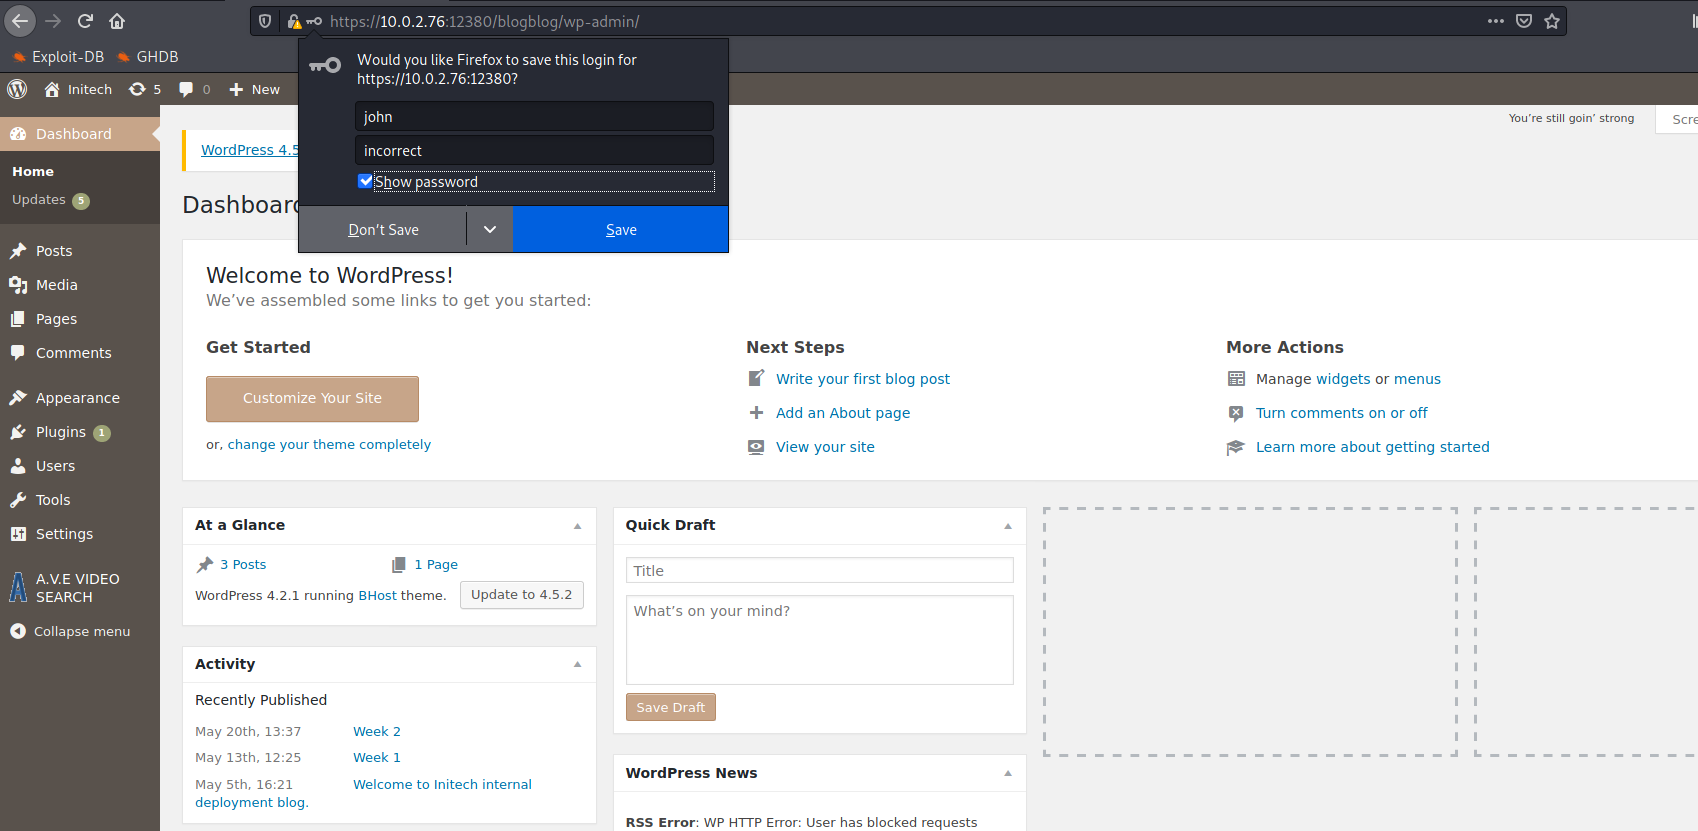 https://10.0.2.76:12380/blogblog/wp-admin/
Exploit-DB GHDB
Would you like Firefox to save this login for
https://10.0.2.76:12380?
john
incorrect
Show password
Don't Save
Save
Initech 5 0 New
You're still goin' strong
Scre
Dashboard
Home
Updates 5
Posts
Media
Pages
Comments
Appearance
Plugins 1
Users
Tools
Settings
A.V.E VIDEO
SEARCH
Collapse menu
WordPress 4.5
Dashboard
Welcome to WordPress!
We've assembled some links to get you started:
Get Started
Customize Your Site
or, change your theme completely
Next Steps
Write your first blog post
Add an About page
View your site
More Actions
Manage widgets or menus
Turn comments on or off
Learn more about getting started
At a Glance
3 Posts 1 Page
WordPress 4.2.1 running BHost theme. Update to 4.5.2
Activity
Recently Published
May 20th, 13:37 Week 2
May 13th, 12:25 Week 1
May 5th, 16:21 Welcome to Initech internal
deployment blog.
Quick Draft
Title
What's on your mind?
Save Draft
WordPress News
RSS Error: WP HTTP Error: User has blocked requests